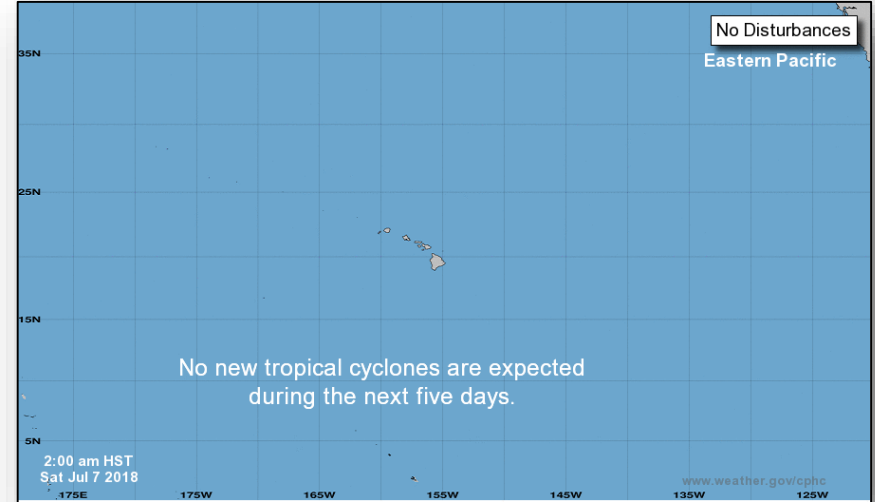 No Disturbances
35N
Eastern Pacific
25N
15N
No new tropical cyclones are expected
during the next five days.
5N
2:00 am HST
Sat Jul 7 2018
www.weather.gov/cphc
175E 175W 165W 155W 145W 135W 125W